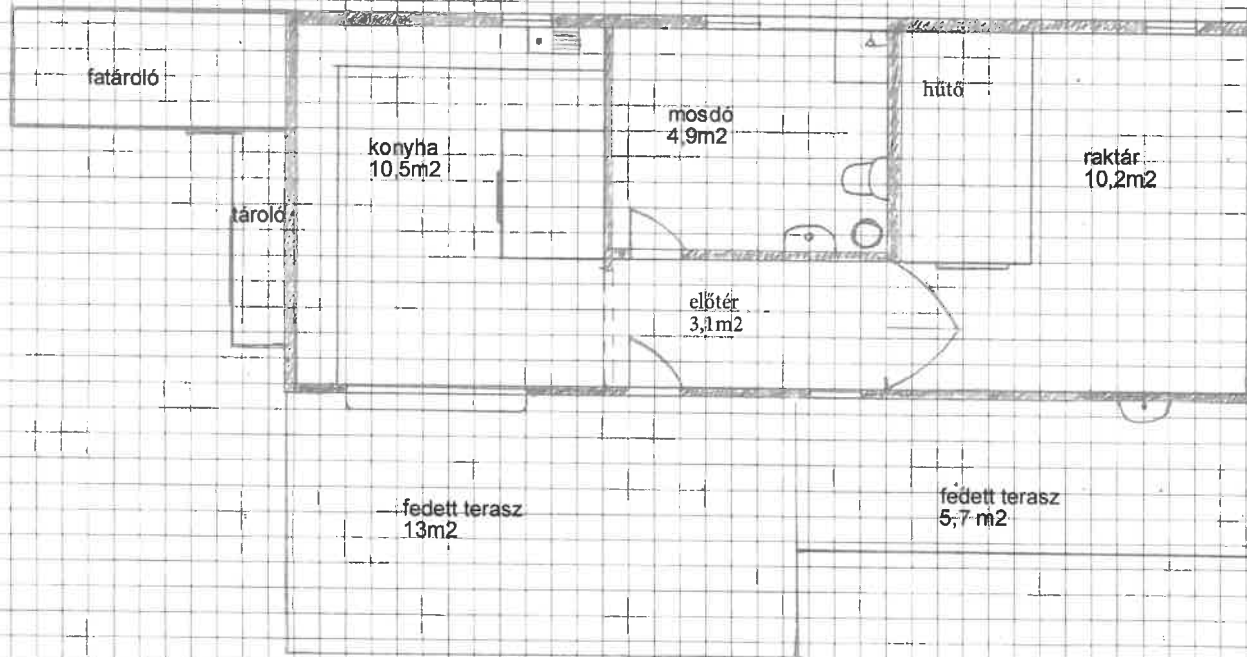 fatároló
tároló
konyha
10,5m2
mosdó
4,9m2
hűtő
raktár
10,2m2
előtér
3,1m2
fedett terasz
13m2
fedett terasz
5,7 m2